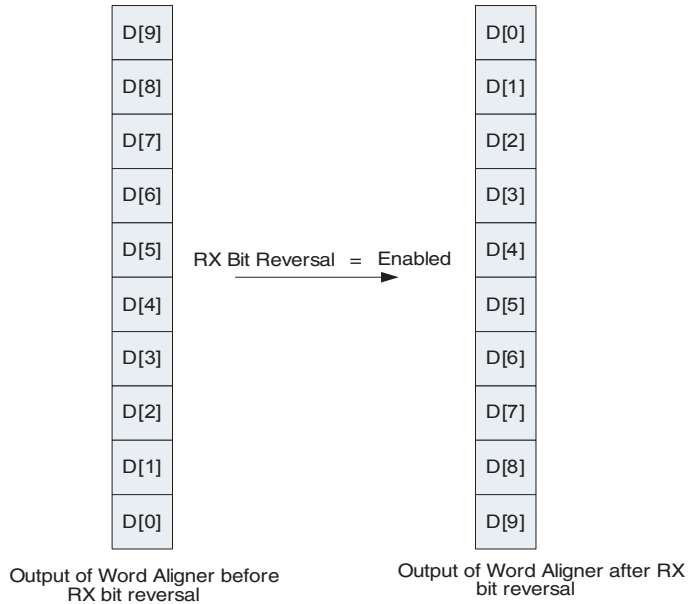 D[9]
D[8]
D[7]
D[6]
D[5]
D[4]
D[3]
D[2]
D[1]
D[0]
Output of Word Aligner before
RX bit reversal
RX Bit Reversal = Enabled
D[0]
D[1]
D[2]
D[3]
D[4]
D[5]
D[6]
D[7]
D[8]
D[9]
Output of Word Aligner after RX
bit reversal